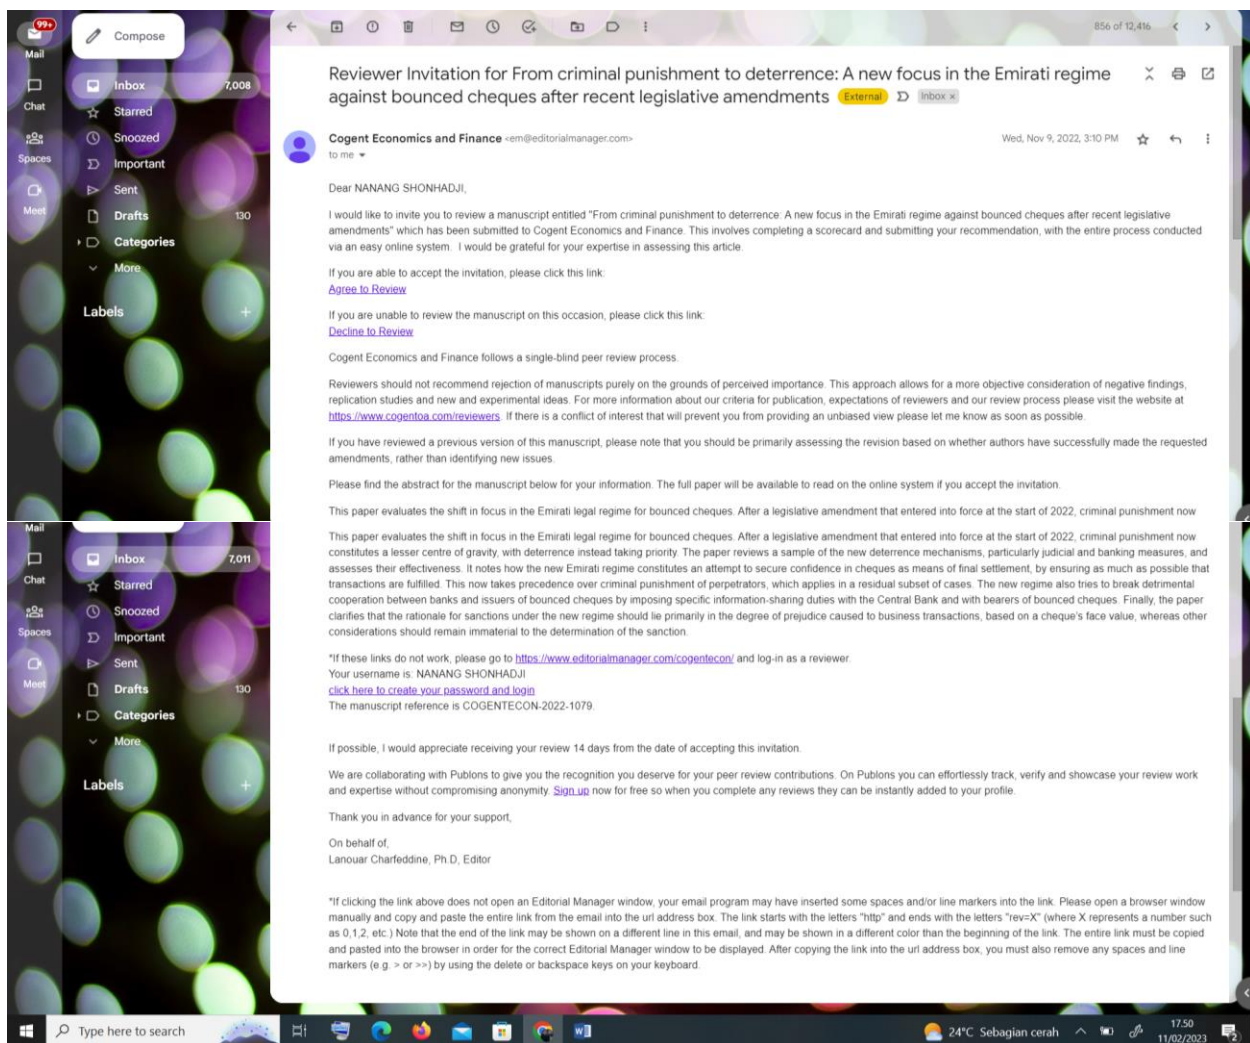 99+
Mail
Compose
856 of 12,416
Chat
Spaces
Meet
Inbox 7,008
Starred
Snoozed
Important
Sent
Drafts 130
Categories
More
Labels +
Reviewer Invitation for From criminal punishment to deterrence: A new focus in the Emirati regime
against bounced cheques after recent legislative amendments External Inbox ×
Cogent Economics and Finance <em@editorialmanager.com> Wed, Nov 9, 2022, 3:10 PM
to me
Dear NANANG SHONHADJI,
I would like to invite you to review a manuscript entitled "From criminal punishment to deterrence: A new focus in the Emirati regime against bounced cheques after recent legislative
amendments" which has been submitted to Cogent Economics and Finance. This involves completing a scorecard and submitting your recommendation, with the entire process conducted
via an easy online system. I would be grateful for your expertise in assessing this article.
If you are able to accept the invitation, please click this link:
Agree to Review
If you are unable to review the manuscript on this occasion, please click this link:
Decline to Review
Cogent Economics and Finance follows a single-blind peer review process.
Reviewers should not recommend rejection of manuscripts purely on the grounds of perceived importance. This approach allows for a more objective consideration of negative findings,
replication studies and new and experimental ideas. For more information about our criteria for publication, expectations of reviewers and our review process please visit the website at
https://www.cogentoa.com/reviewers. If there is a conflict of interest that will prevent you from providing an unbiased view please let me know as soon as possible.
If you have reviewed a previous version of this manuscript, please note that you should be primarily assessing the revision based on whether authors have successfully made the requested
amendments, rather than identifying new issues.
Please find the abstract for the manuscript below for your information. The full paper will be available to read on the online system if you accept the invitation.
This paper evaluates the shift in focus in the Emirati legal regime for bounced cheques. After a legislative amendment that entered into force at the start of 2022, criminal punishment now
Mail
Chat
Spaces
Meet
Inbox 7,011
Starred
Snoozed
Important
Sent
Drafts 130
Categories
More
Labels +
This paper evaluates the shift in focus in the Emirati legal regime for bounced cheques. After a legislative amendment that entered into force at the start of 2022, criminal punishment now
constitutes a lesser centre of gravity, with deterrence instead taking priority. The paper reviews a sample of the new deterrence mechanisms, particularly judicial and banking measures, and
assesses their effectiveness. It notes how the new Emirati regime constitutes an attempt to secure confidence in cheques as means of final settlement, by ensuring as much as possible that
transactions are fulfilled. This now takes precedence over criminal punishment of perpetrators, which applies in a residual subset of cases. The new regime also tries to break detrimental
cooperation between banks and issuers of bounced cheques by imposing specific information-sharing duties with the Central Bank and with bearers of bounced cheques. Finally, the paper
clarifies that the rationale for sanctions under the new regime should lie primarily in the degree of prejudice caused to business transactions, based on a cheque's face value, whereas other
considerations should remain immaterial to the determination of the sanction.
*If these links do not work, please go to https://www.editorialmanager.com/cogentecon/ and log-in as a reviewer.
Your username is: NANANG SHONHADJI
click here to create your password and login
The manuscript reference is COGENTECON-2022-1079.
If possible, I would appreciate receiving your review 14 days from the date of accepting this invitation.
We are collaborating with Publons to give you the recognition you deserve for your peer review contributions. On Publons you can effortlessly track, verify and showcase your review work
and expertise without compromising anonymity. Sign up now for free so when you complete any reviews they can be instantly added to your profile.
Thank you in advance for your support,
On behalf of,
Lanouar Charfeddine, Ph.D, Editor
*If clicking the link above does not open an Editorial Manager window, your email program may have inserted some spaces and/or line markers into the link. Please open a browser window
manually and copy and paste the entire link from the email into the url address box. The link starts with the letters "http" and ends with the letters "rev=X" (where X represents a number such
as 0,1,2, etc.) Note that the end of the link may be shown on a different line in this email, and may be shown in a different color than the beginning of the link. The entire link must be copied
and pasted into the browser in order for the correct Editorial Manager window to be displayed. After copying the link into the url address box, you must also remove any spaces and line
markers (e.g. > or >>) by using the delete or backspace keys on your keyboard.
Type here to search
24°C Sebagian cerah
17.50
11/02/2023
2